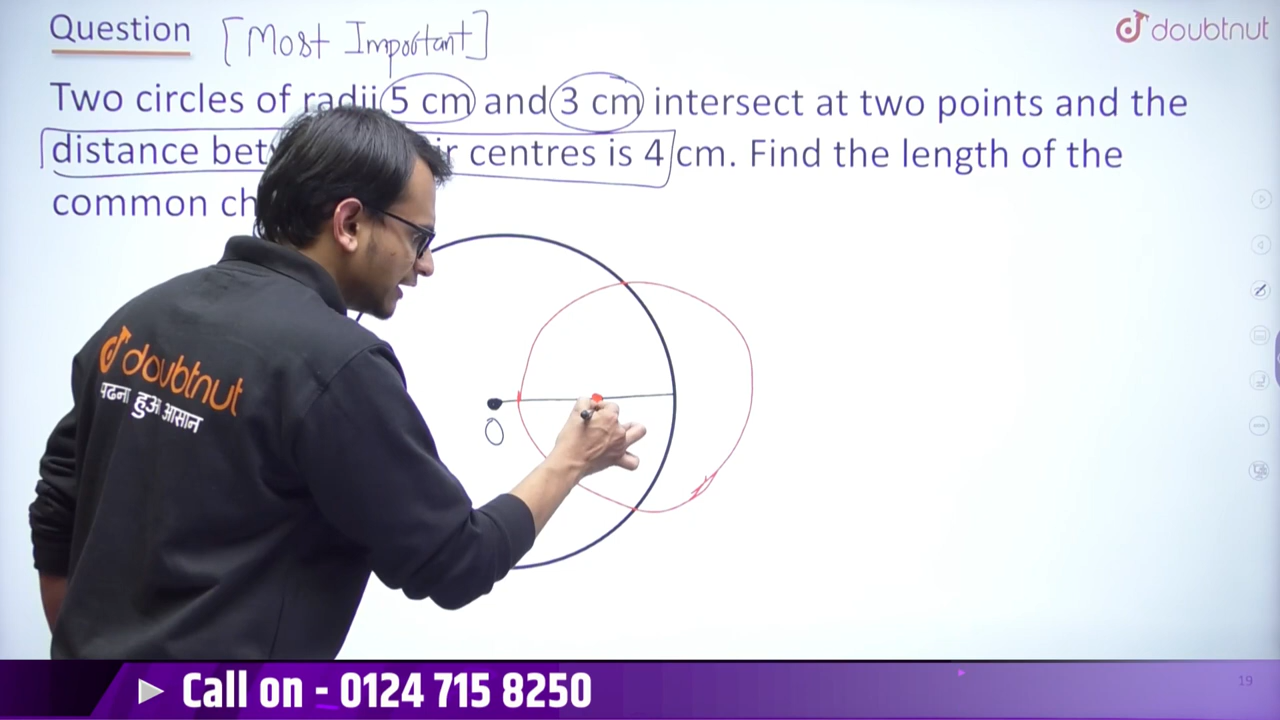 Question [Most Important]
doubtnut
Two circles of radii 5 cm and 3 cm intersect at two points and the
distance bet ir centres is 4 cm. Find the length of the
common ch
doubtnut
पढना हुआ आसान
O
Call on - 0124 715 8250
19